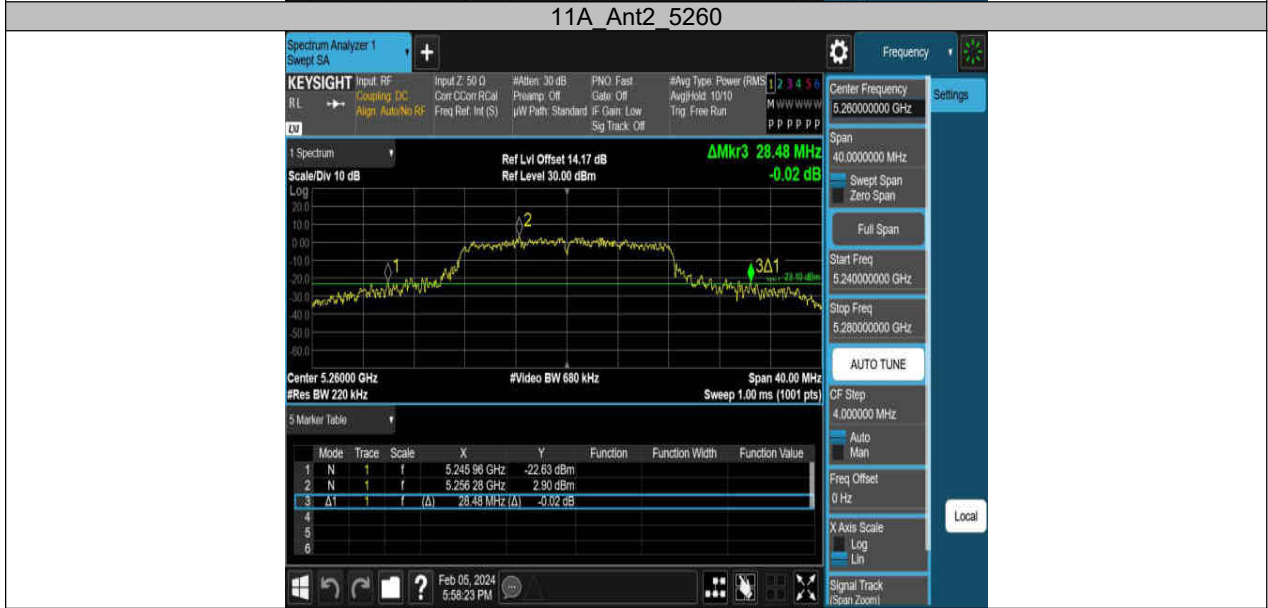 11A_Ant2_5260
Spectrum Analyzer 1
Swept SA
+
Frequency
KEYSIGHT
RL
LXI
Input: RF
Coupling: DC
Align: Auto/No RF
Input Z: 50 Ω
Corr CCorr RCal
Freq Ref: Int (S)
#Atten: 30 dB
Preamp: Off
µW Path: Standard
PNO: Fast
Gate: Off
IF Gain: Low
Sig Track: Off
#Avg Type: Power (RMS
Avg|Hold: 10/10
Trig: Free Run
1 2 3 4 5 6
M W W W W W
P P P P P P
Center Frequency
5.260000000 GHz
Settings
Span
40.0000000 MHz
Swept Span
Zero Span
Full Span
Start Freq
5.240000000 GHz
Stop Freq
5.280000000 GHz
AUTO TUNE
CF Step
4.000000 MHz
Auto
Man
Freq Offset
0 Hz
X Axis Scale
Log
Lin
Signal Track
(Span Zoom)
Local
1 Spectrum
Scale/Div 10 dB
Ref Lvl Offset 14.17 dB
Ref Level 30.00 dBm
ΔMkr3 28.48 MHz
-0.02 dB
Log
20.0
10.0
0.00
-10.0
-20.0
-30.0
-40.0
-50.0
-60.0
1
2
3Δ1
-23.10 dBm
Center 5.26000 GHz
#Video BW 680 kHz
Span 40.00 MHz
#Res BW 220 kHz
Sweep 1.00 ms (1001 pts)
5 Marker Table
Mode Trace Scale X Y Function Function Width Function Value
1 N 1 f 5.245 96 GHz -22.63 dBm
2 N 1 f 5.256 28 GHz 2.90 dBm
3 Δ1 1 f (Δ) 28.48 MHz (Δ) -0.02 dB
4
5
6
?
Feb 05, 2024
5:58:23 PM